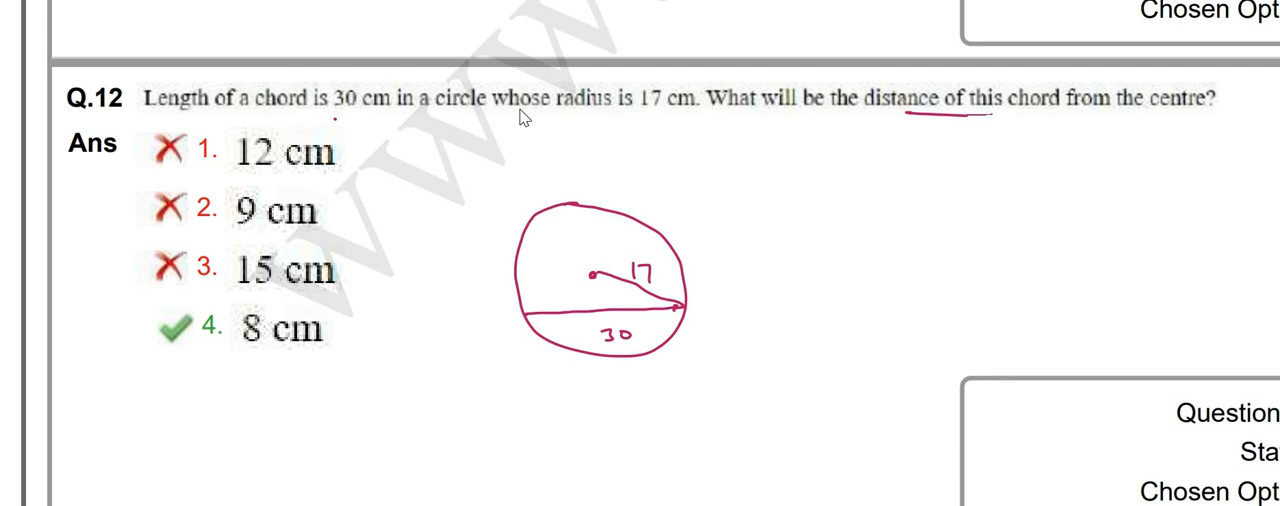 Chosen Opt
Q.12 Length of a chord is 30 cm in a circle whose radius is 17 cm. What will be the distance of this chord from the centre?
Ans 1. 12 cm
2. 9 cm
3. 15 cm
4. 8 cm
17
30
WWW
Question
Sta
Chosen Opt